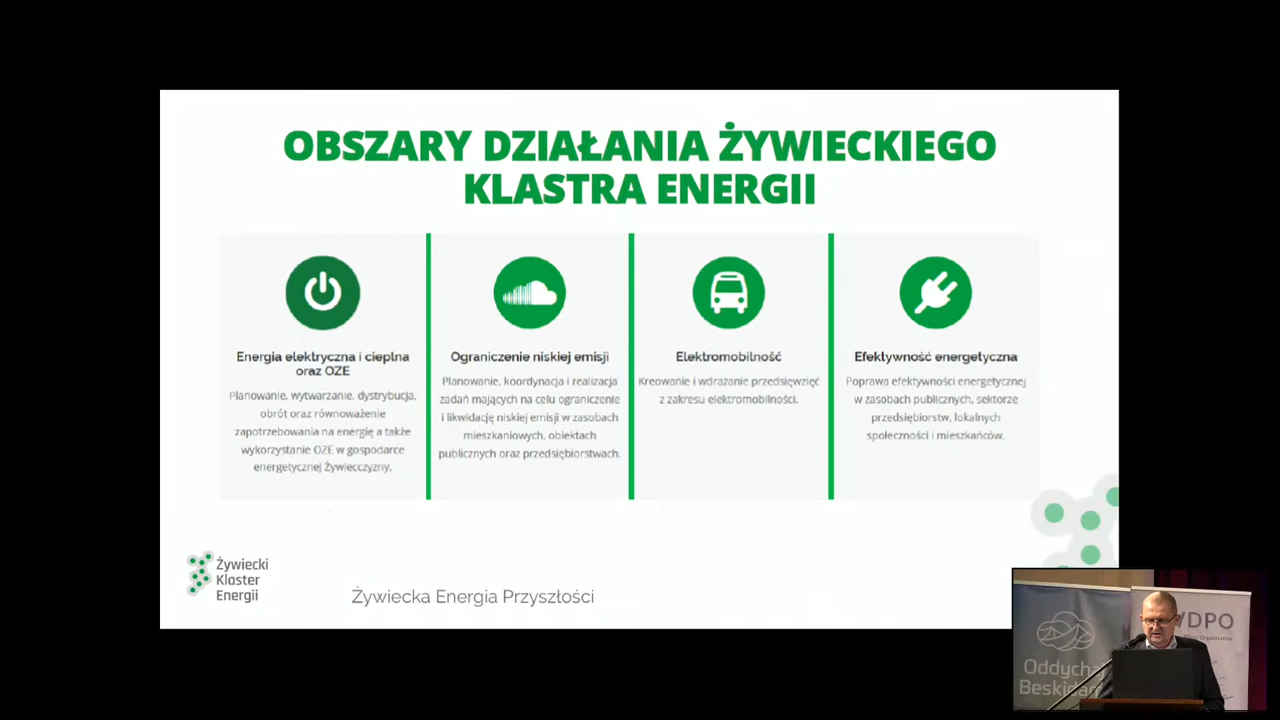 OBSZARY DZIAŁANIA ŻYWIECKIEGO
KLASTRA ENERGII
Energia elektryczna i cieplna
oraz OZE
Planowanie, wytwarzanie, dystrybucja,
obrót oraz równoważenie
zapotrzebowania na energię a także
wykorzystanie OZE w gospodarce
energetycznej Żywiecczyzny.
Ograniczenie niskiej emisji
Planowanie, koordynacja i realizacja
zadań mających na celu ograniczenie
i likwidację niskiej emisji w zasobach
mieszkaniowych, obiektach
publicznych oraz przedsiębiorstwach.
Elektromobilność
Kreowanie i wdrażanie przedsięwzięć
z zakresu elektromobilności.
Efektywność energetyczna
Poprawa efektywności energetycznej
w zasobach publicznych, sektorze
przedsiębiorstw, lokalnych
społeczności i mieszkańców.
Żywiecki
Klaster
Energii
Żywiecka Energia Przyszłości
Oddychaj
Beskidami
DPO